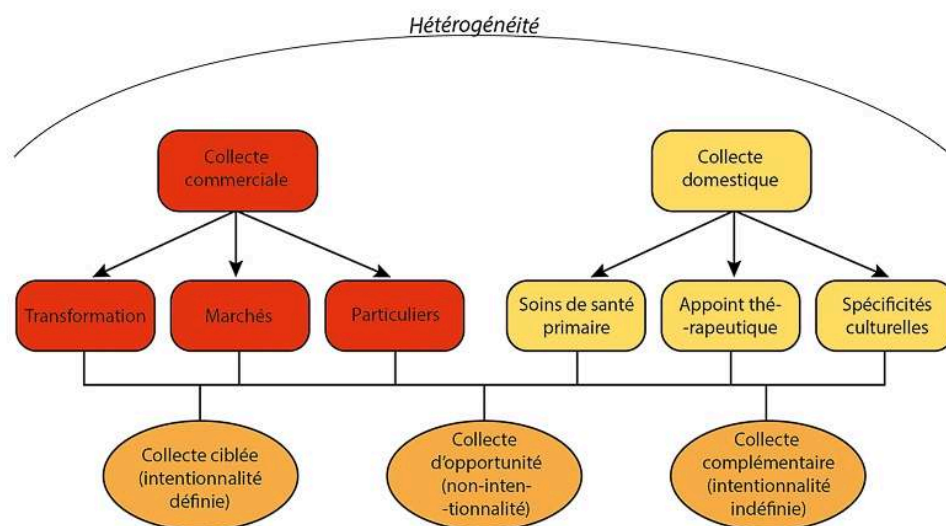 Hétérogénéité
Collecte
commerciale
Collecte
domestique
Transformation
Marchés
Particuliers
Soins de santé
primaire
Appoint thé-
-rapeutique
Spécificités
culturelles
Collecte ciblée
(intentionnalité
définie)
Collecte
d'opportunité
(non-inten-
-tionnalité)
Collecte
complémentaire
(intentionnalité
indéfinie)